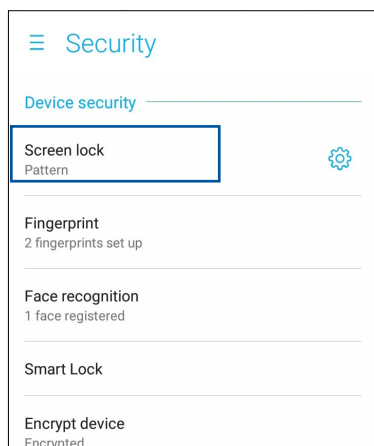 Security
Device security
Screen lock
Pattern
Fingerprint
2 fingerprints set up
Face recognition
1 face registered
Smart Lock
Encrypt device
Encrypted